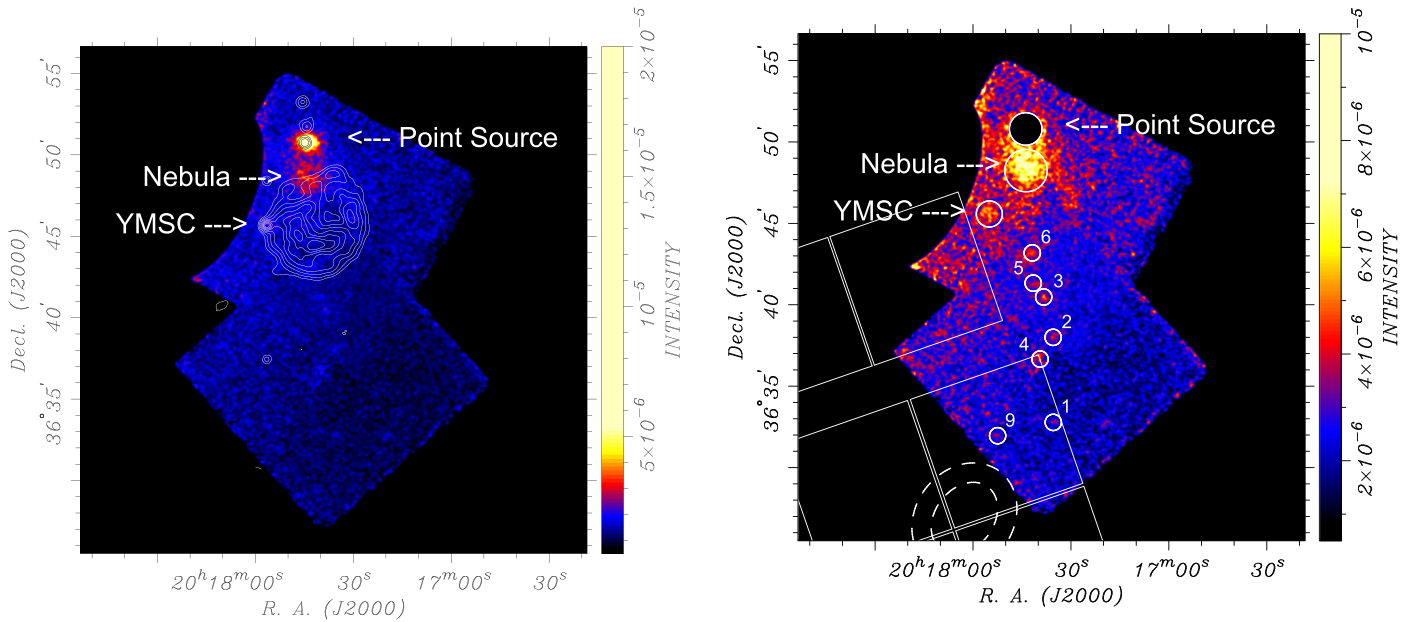 55'
50'
45'
40'
36° 35'
Decl. (J2000)
<--- Point Source
Nebula --->
YMSC --->
20h18m00s
30s
17m00s
30s
R. A. (J2000)
2×10-5
1.5×10-5
10-5
5×10-6
INTENSITY
55'
50'
45'
40'
36° 35'
Decl. (J2000)
<--- Point Source
Nebula --->
YMSC --->
6
5
3
2
4
1
9
20h18m00s
30s
17m00s
30s
R. A. (J2000)
10-5
8×10-6
6×10-6
4×10-6
2×10-6
INTENSITY